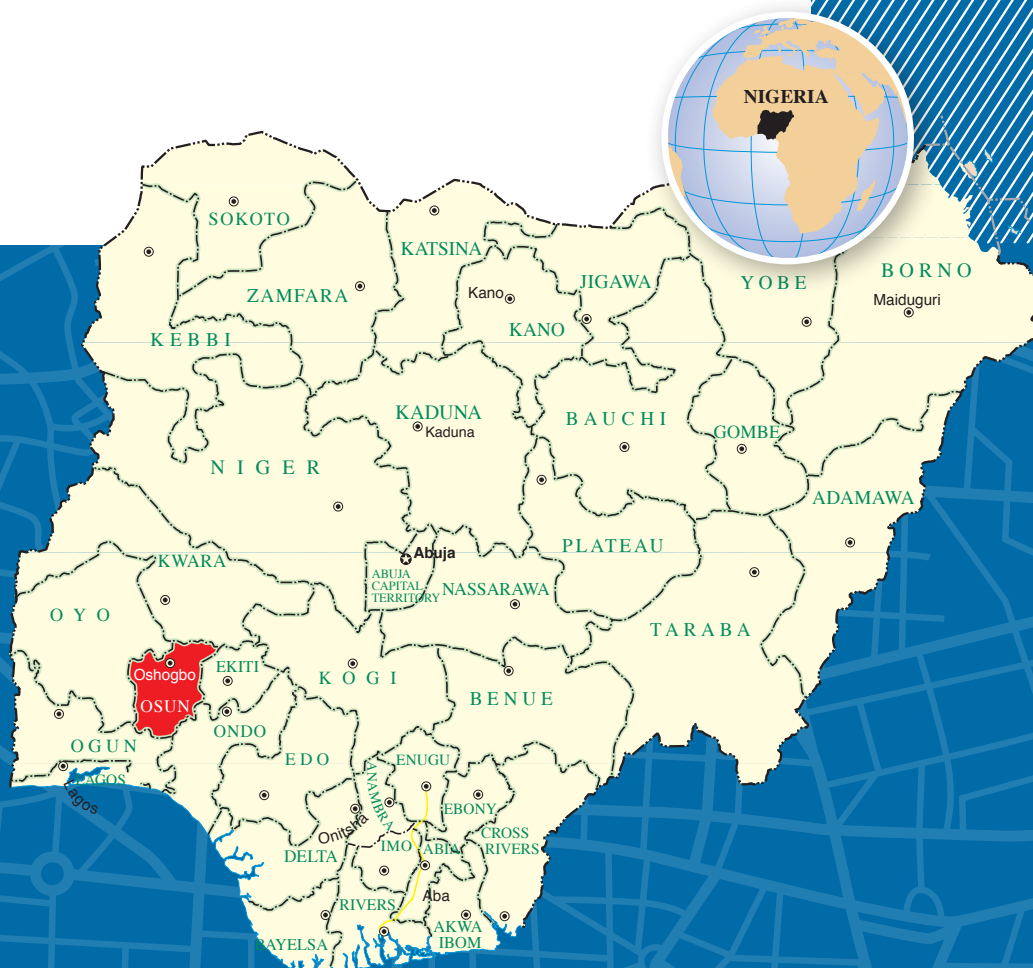 NIGERIA
SOKOTO
KATSINA
ZAMFARA
Kano
JIGAWA
YOBE
BORNO
Maiduguri
KANO
KEBBI
KADUNA
Kaduna
BAUCHI
GOMBE
NIGER
ADAMAWA
Abuja
PLATEAU
KWARA
ABUJA
CAPITAL
TERRITORY
NASSARAWA
OYO
TARABA
Oshogbo
EKITI
KOGI
OSUN
BENUE
ONDO
OGUN
EDO
ENUGU
LAGOS
Lagos
ANAMBRA
EBONY
Onitsha
CROSS
RIVERS
IMO
ABIA
DELTA
Aba
RIVERS
AKWA
IBOM
BAYELSA